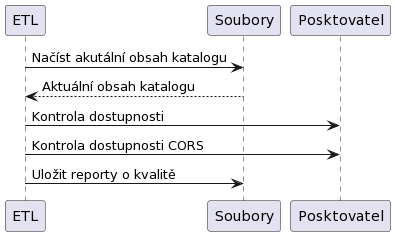 ETL Soubory Posktovatel
Načíst akutální obsah katalogu
Aktuální obsah katalogu
Kontrola dostupnosti
Kontrola dostupnosti CORS
Uložit reporty o kvalitě
ETL Soubory Posktovatel